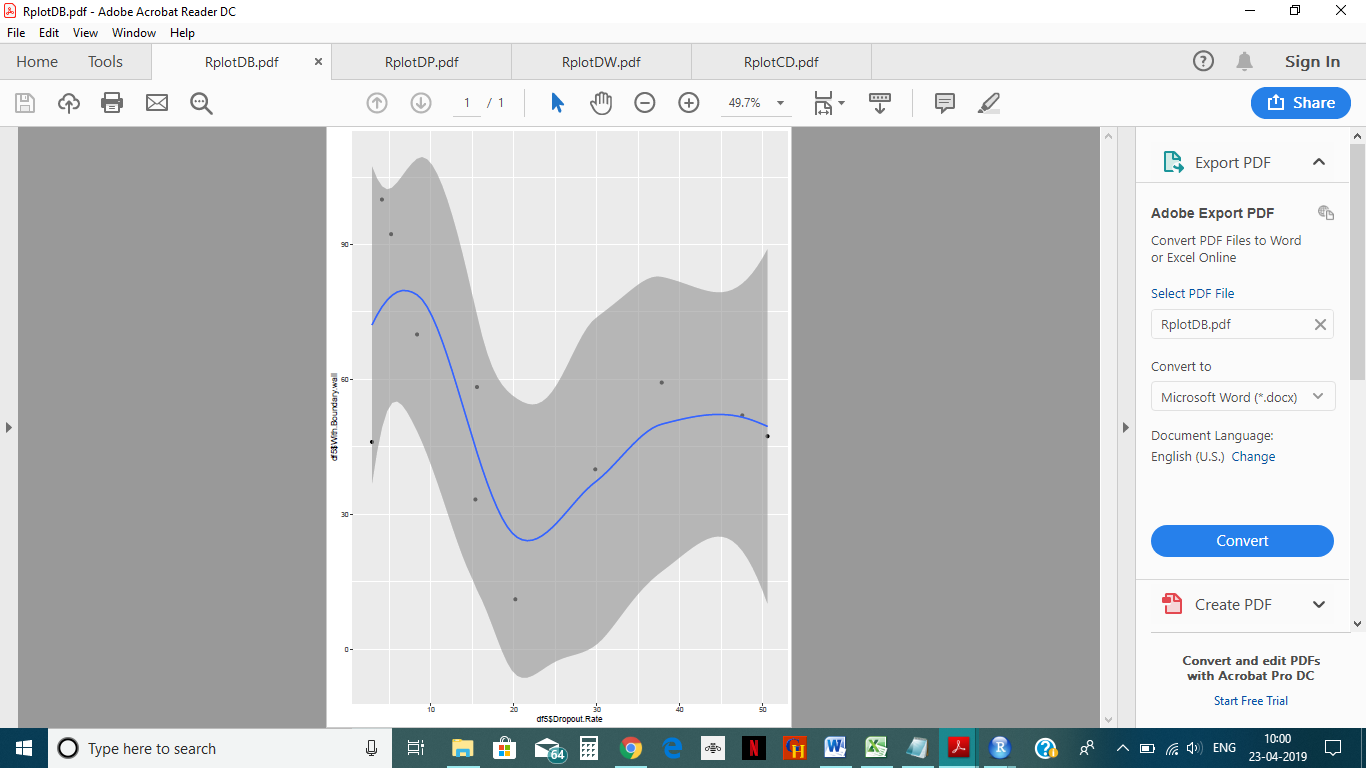 RplotDB.pdf - Adobe Acrobat Reader DC
File Edit View Window Help
Home Tools RplotDB.pdf RplotDP.pdf RplotDW.pdf RplotCD.pdf Sign In
1 / 1 49.7% Share
Export PDF
Adobe Export PDF
Convert PDF Files to Word
or Excel Online
Select PDF File
RplotDB.pdf
Convert to
Microsoft Word (*.docx)
Document Language:
English (U.S.) Change
Convert
Create PDF
Convert and edit PDFs
with Acrobat Pro DC
Start Free Trial
df5$With.Boundary.wall
90
60
30
0
10 20 30 40 50
df5$Dropout.Rate
Type here to search
64
N
GH
ENG
10:00
23-04-2019